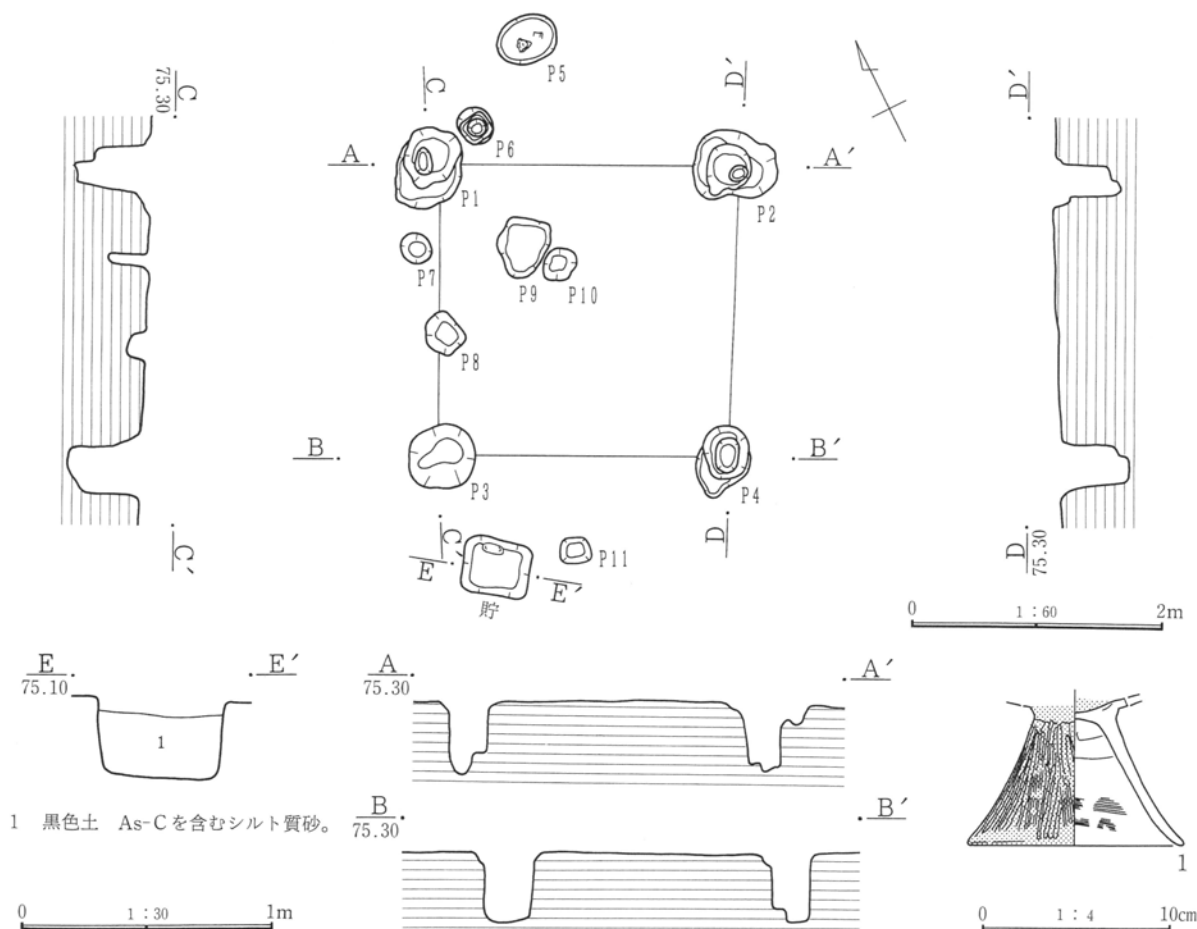 P5
C
75.30
C
D′
D′
P6
A
A′
P1
P2
P7
P9
P10
P8
B
B′
P3
P4
C′
C′
D
D
75.30
E
E′
P11
貯
0 1：60 2m
E
75.10
E′
A
75.30
A′
1
1 黒色土 As-Cを含むシルト質砂。
B
75.30
B′
1
0 1：30 1m
0 1：4 10cm